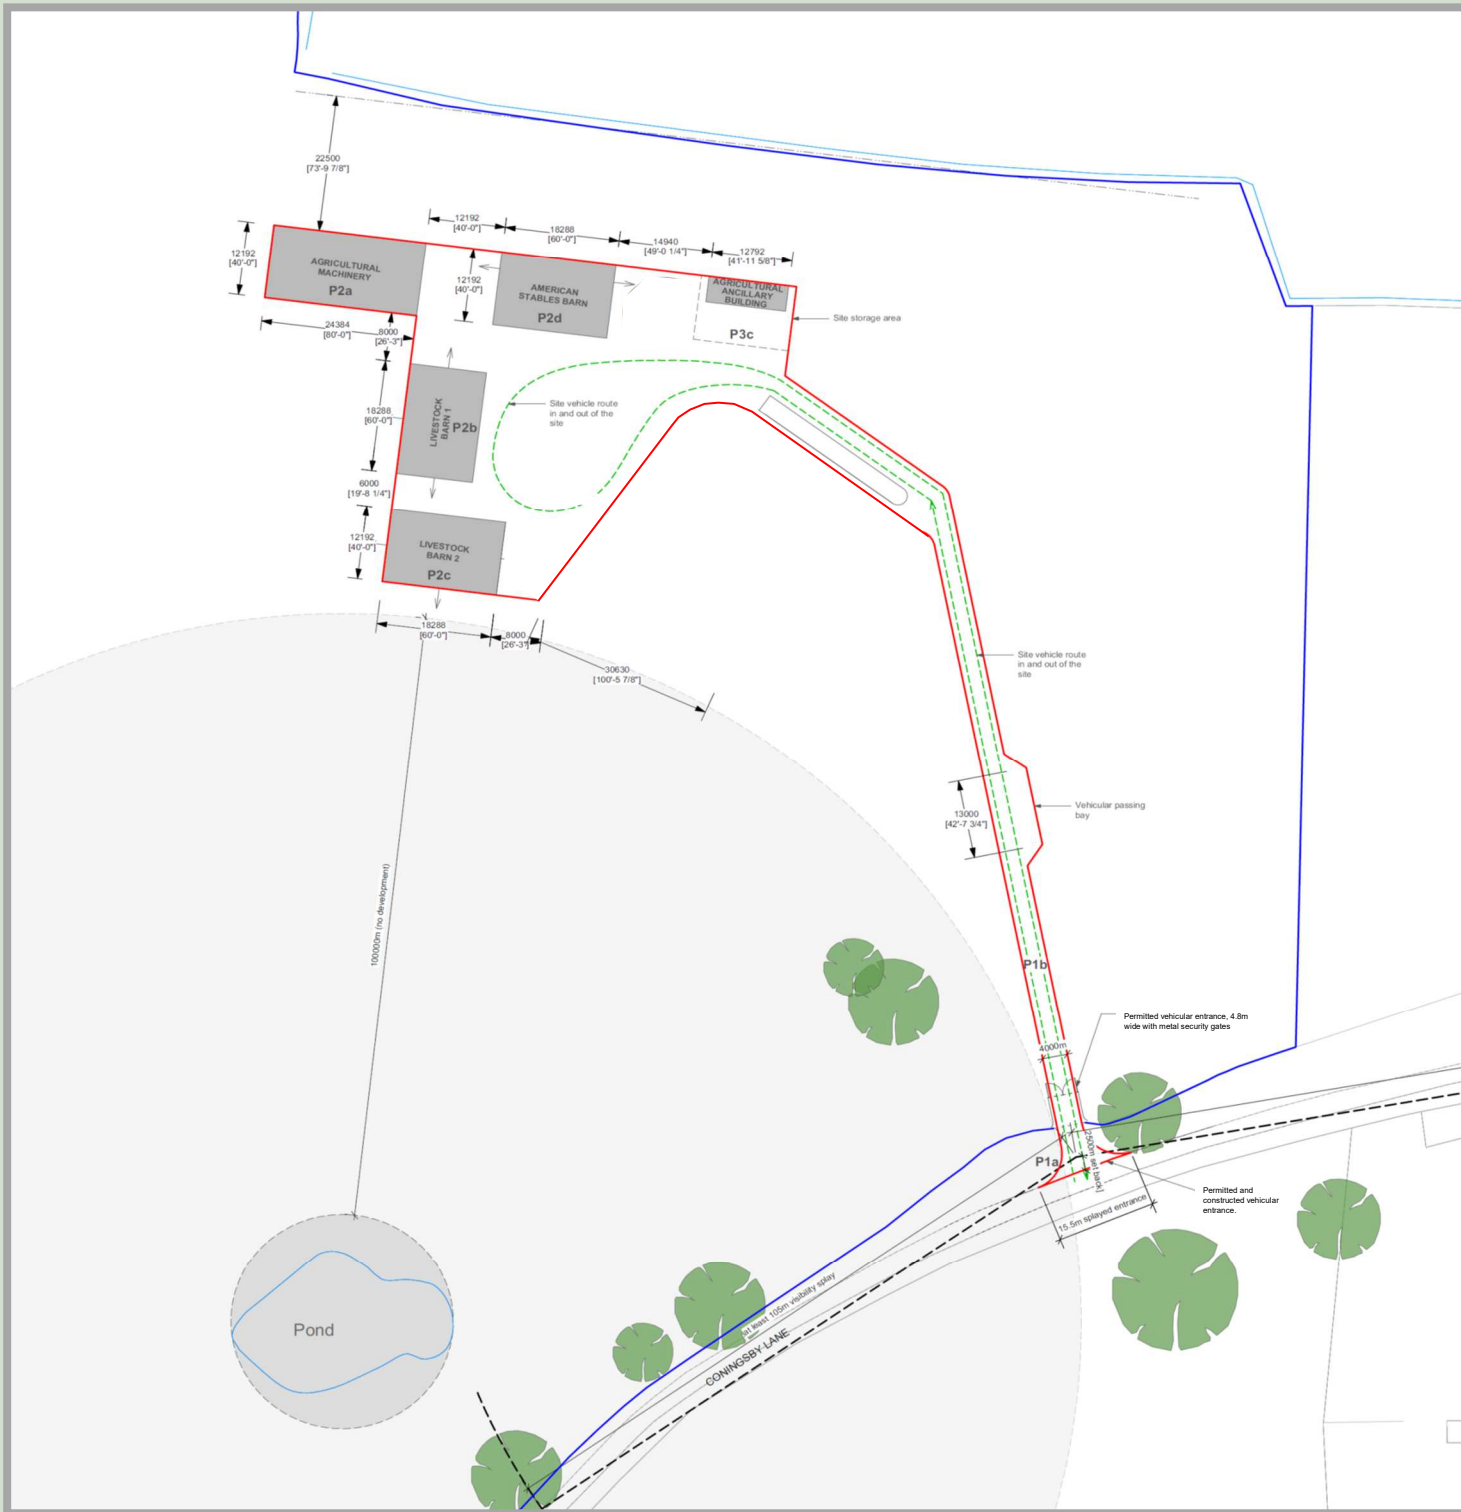 22500
[73'-9 7/8"]
12192
[40'-0"]
18288
[60'-0"]
14940
[49'-0 1/4"]
12792
[41'-11 5/8"]
12192
[40'-0"]
AGRICULTURAL
MACHINERY
P2a
12192
[40'-0"]
AMERICAN
STABLES BARN
P2d
AGRICULTURAL
ANCILLARY
BUILDING
P3c
Site storage area
24384
[80'-0"]
8000
[26'-3"]
18288
[60'-0"]
LIVESTOCK
BARN 1
P2b
Site vehicle route
in and out of the
site
6000
[19'-8 1/4"]
12192
[40'-0"]
LIVESTOCK
BARN 2
P2c
18288
[60'-0"]
8000
[26'-3"]
30630
[100'-5 7/8"]
Site vehicle route
in and out of the
site
13000
[42'-7 3/4"]
Vehicular passing
bay
100000m (no development)
P1b
Permitted vehicular entrance, 4.8m
wide with metal security gates
4000m
P1a
2500m set back]
Permitted and
constructed vehicular
entrance.
15.5m splayed entrance
at least 105m visibility splay
CONINGSBY LANE
Pond